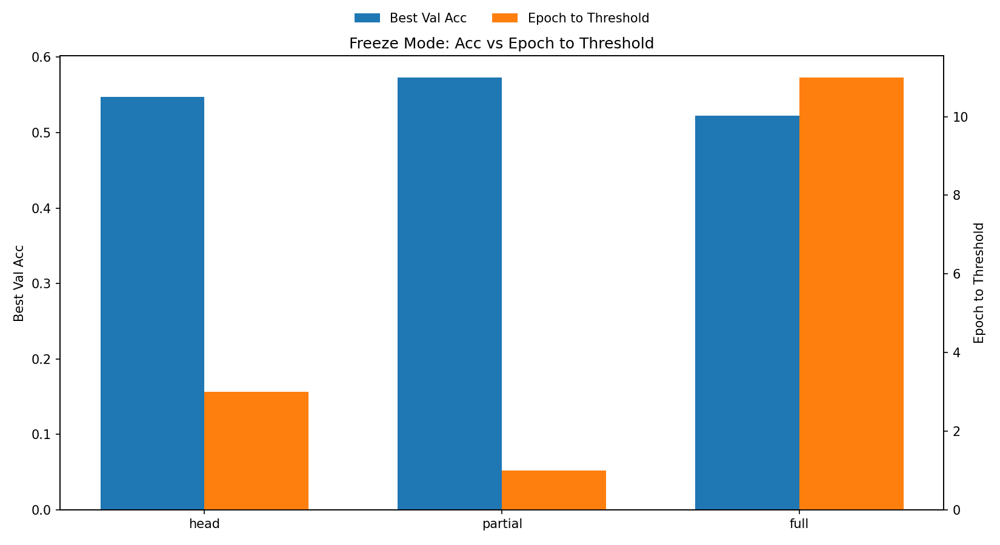 Best Val Acc
Epoch to Threshold
Freeze Mode: Acc vs Epoch to Threshold
0.6
0.5
0.4
0.3
0.2
0.1
0.0
Best Val Acc
10
8
6
4
2
0
Epoch to Threshold
head
partial
full